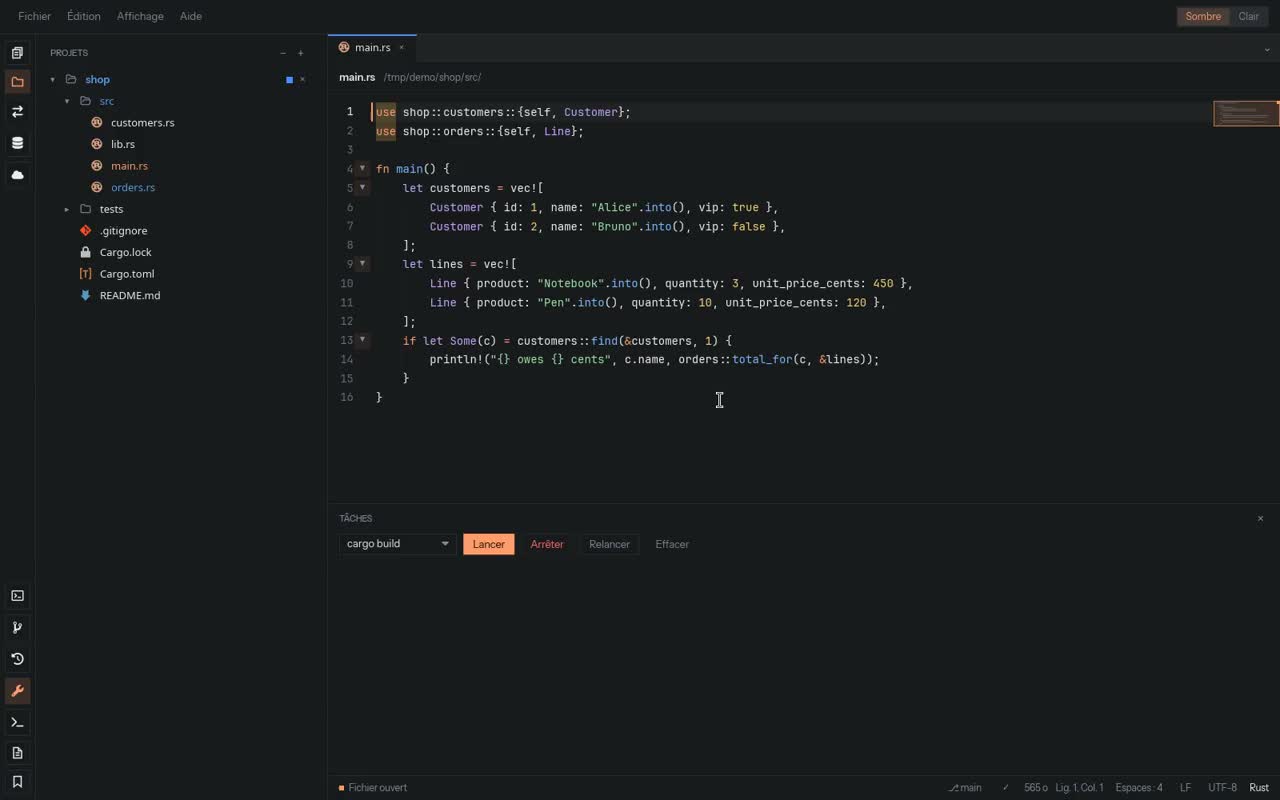 Fichier Édition Affichage Aide Sombre Clair
PROJETS − +
shop ×
src
customers.rs
lib.rs
main.rs
orders.rs
tests
.gitignore
Cargo.lock
[T] Cargo.toml
README.md
main.rs ×
main.rs /tmp/demo/shop/src/
1 use shop::customers::{self, Customer};
2 use shop::orders::{self, Line};
3
4 fn main() {
5     let customers = vec![
6         Customer { id: 1, name: "Alice".into(), vip: true },
7         Customer { id: 2, name: "Bruno".into(), vip: false },
8     ];
9     let lines = vec![
10         Line { product: "Notebook".into(), quantity: 3, unit_price_cents: 450 },
11         Line { product: "Pen".into(), quantity: 10, unit_price_cents: 120 },
12     ];
13     if let Some(c) = customers::find(&customers, 1) {
14         println!("{} owes {} cents", c.name, orders::total_for(c, &lines));
15     }
16 }
TÂCHES ×
cargo build Lancer Arrêter Relancer Effacer
Fichier ouvert main ✓ 565 o Lig. 1, Col. 1 Espaces : 4 LF UTF-8 Rust